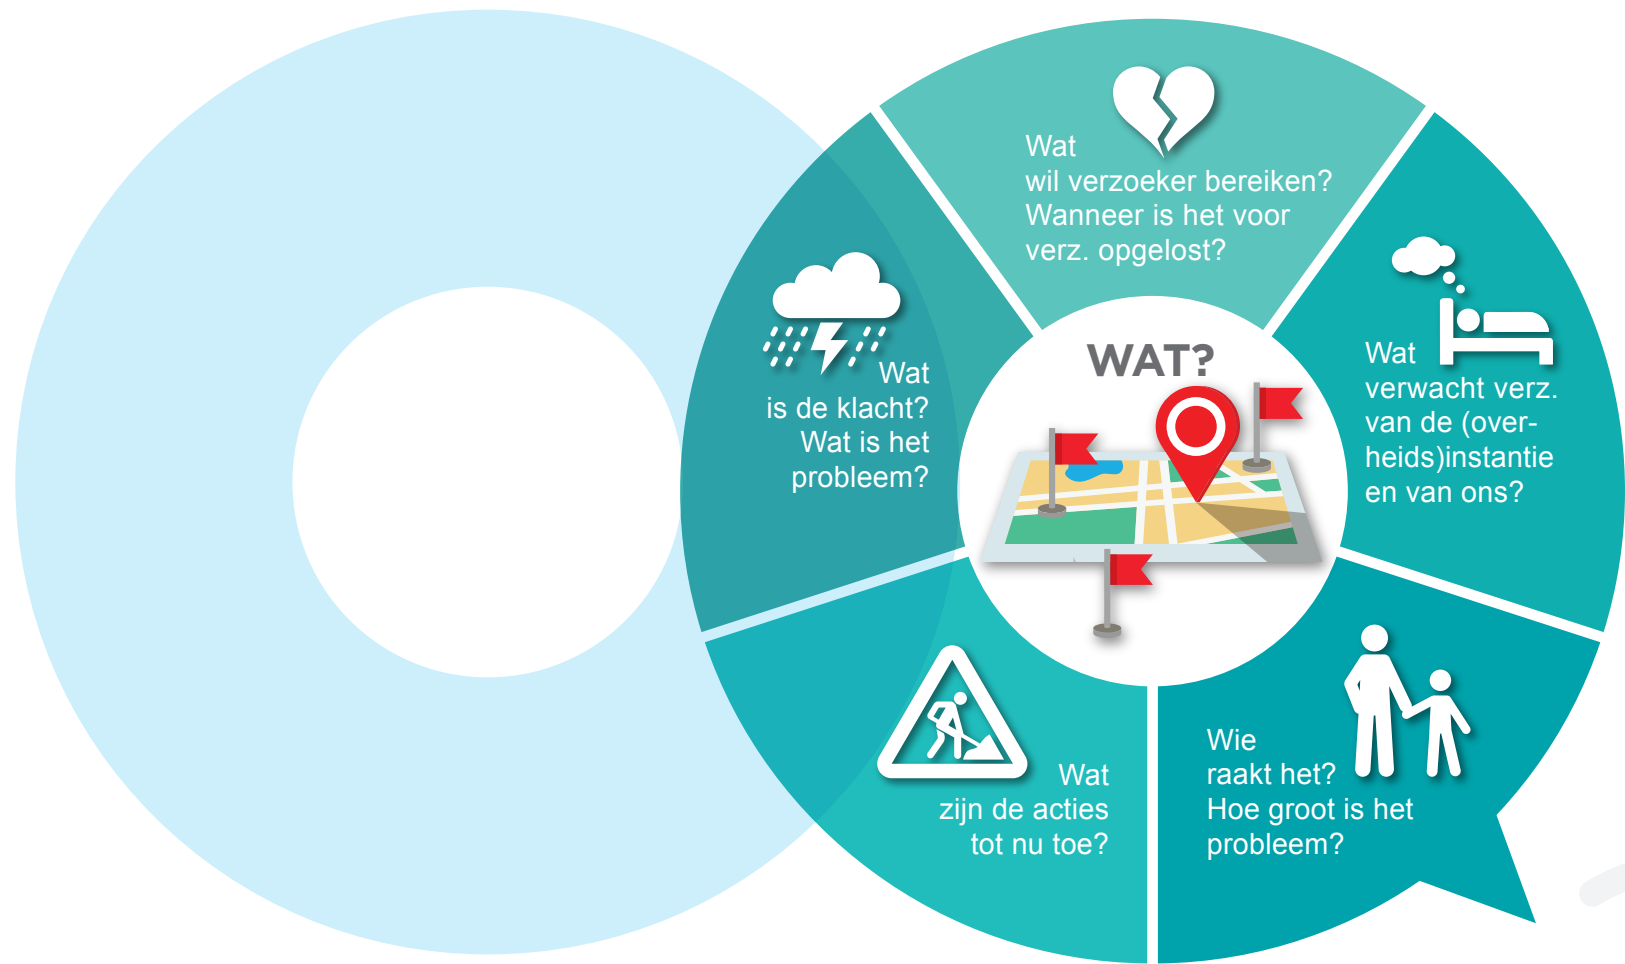 Wat
wil verzoeker bereiken?
Wanneer is het voor
verz. opgelost?
WAT?
Wat
is de klacht?
Wat is het
probleem?
Wat
verwacht verz.
van de (over-
heids)instantie
en van ons?
Wat
zijn de acties
tot nu toe?
Wie
raakt het?
Hoe groot is het
probleem?